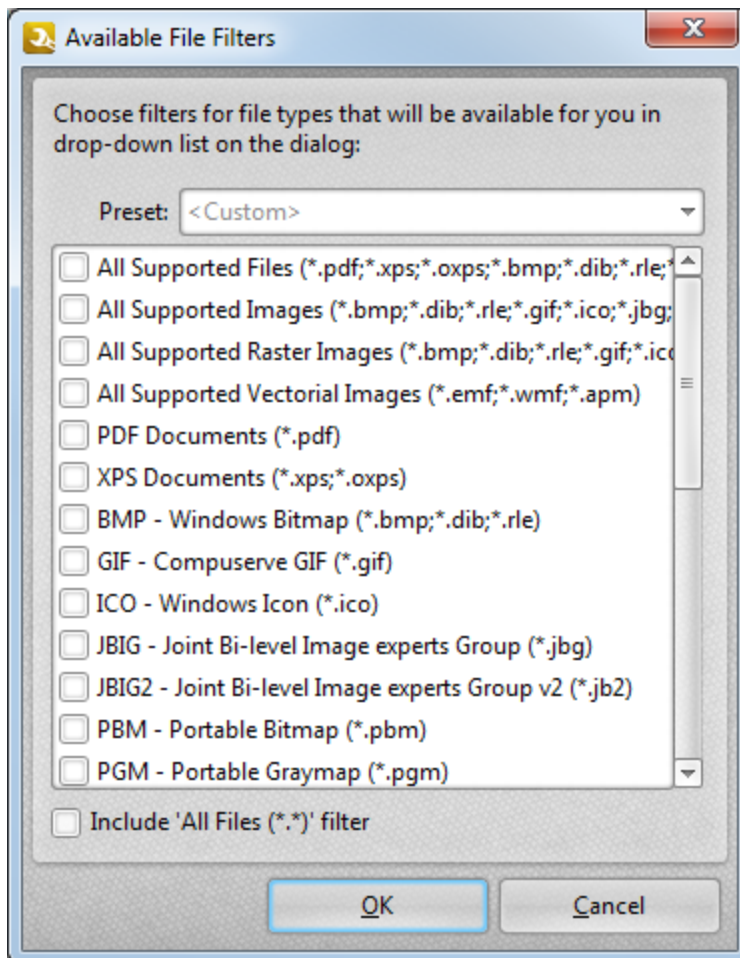 Available File Filters
Choose filters for file types that will be available for you in
drop-down list on the dialog:
Preset: <Custom>
All Supported Files (*.pdf;*.xps;*.oxps;*.bmp;*.dib;*.rle;*
All Supported Images (*.bmp;*.dib;*.rle;*.gif;*.ico;*.jbg;
All Supported Raster Images (*.bmp;*.dib;*.rle;*.gif;*.ico
All Supported Vectorial Images (*.emf;*.wmf;*.apm)
PDF Documents (*.pdf)
XPS Documents (*.xps;*.oxps)
BMP - Windows Bitmap (*.bmp;*.dib;*.rle)
GIF - Compuserve GIF (*.gif)
ICO - Windows Icon (*.ico)
JBIG - Joint Bi-level Image experts Group (*.jbg)
JBIG2 - Joint Bi-level Image experts Group v2 (*.jb2)
PBM - Portable Bitmap (*.pbm)
PGM - Portable Graymap (*.pgm)
Include 'All Files (*.*)' filter
OK Cancel